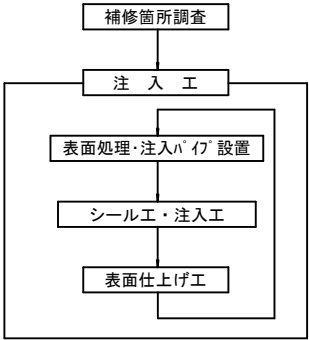 補修箇所調査
注　入　工
表面処理･注入ﾊﾟｲﾌﾟ設置
シール工・注入工
表面仕上げ工